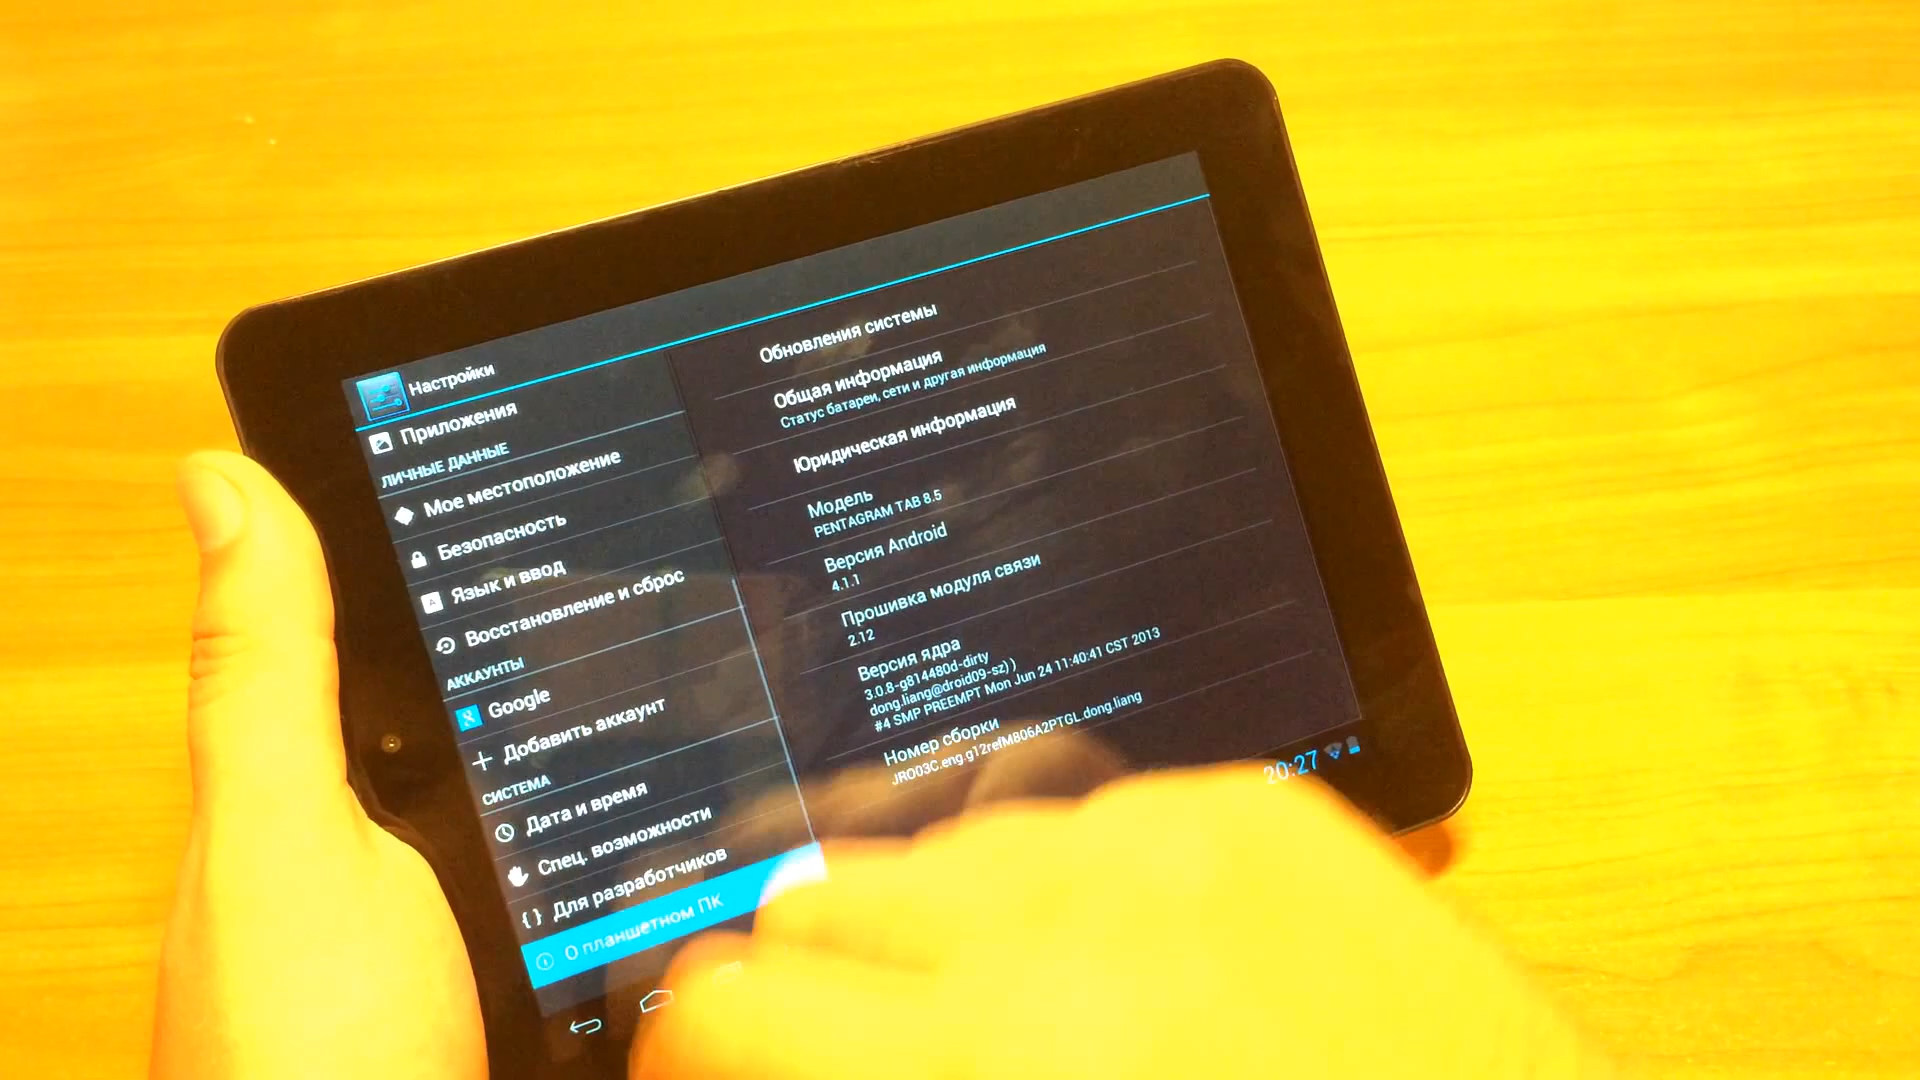 Настройки
Приложения
ЛИЧНЫЕ ДАННЫЕ
Мое местоположение
Безопасность
Язык и ввод
Восстановление и сброс
АККАУНТЫ
Google
Добавить аккаунт
СИСТЕМА
Дата и время
Спец. возможности
Для разработчиков
О планшетном ПК
Обновления системы
Общая информация
Статус батареи, сети и другая информация
Юридическая информация
Модель
PENTAGRAM TAB 8.5
Версия Android
4.1.1
Прошивка модуля связи
2.12
Версия ядра
3.0.8-g814480d-dirty
dong.liang@droid09-sz) )
#4 SMP PREEMPT Mon Jun 24 11:40:41 CST 2013
Номер сборки
JRO03C.eng.g12refM806A2PTGL.dong.liang
20:27